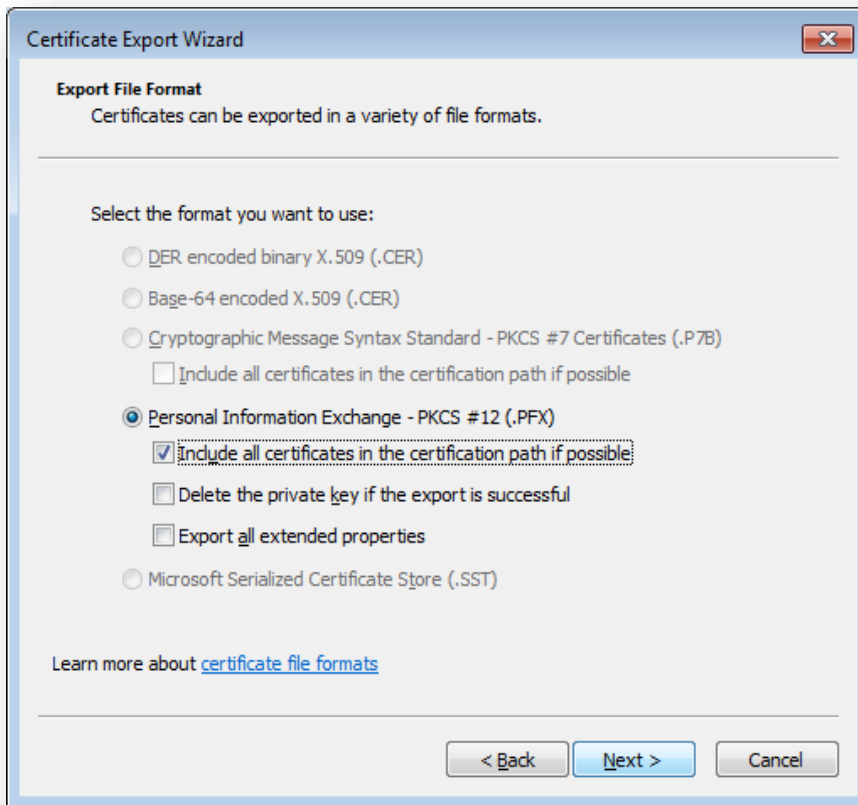 Certificate Export Wizard
Export File Format
Certificates can be exported in a variety of file formats.
Select the format you want to use:
DER encoded binary X.509 (.CER)
Base-64 encoded X.509 (.CER)
Cryptographic Message Syntax Standard - PKCS #7 Certificates (.P7B)
Include all certificates in the certification path if possible
Personal Information Exchange - PKCS #12 (.PFX)
Include all certificates in the certification path if possible
Delete the private key if the export is successful
Export all extended properties
Microsoft Serialized Certificate Store (.SST)
Learn more about certificate file formats
< Back Next > Cancel